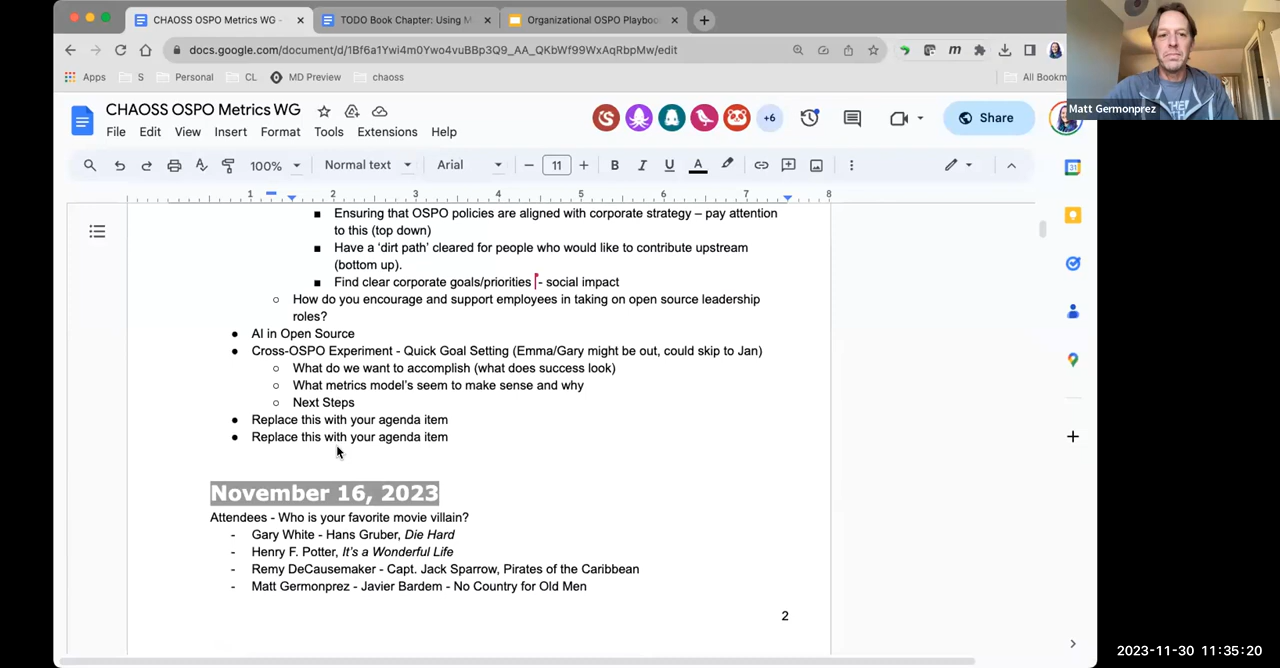 CHAOSS OSPO Metrics WG -
TODO Book Chapter: Using M
Organizational OSPO Playboo
docs.google.com/document/d/1Bf6a1Ywi4m0Ywo4vuBBp3Q9_AA_QKbWf99WxAqRbpMw/edit
Apps
S
Personal
CL
MD Preview
chaoss
All Bookm
Matt Germonprez
CHAOSS OSPO Metrics WG
+6
Share
File Edit View Insert Format Tools Extensions Help
100% Normal text Arial 11 B I U A
1 2 3 4 5 6 7 8
Ensuring that OSPO policies are aligned with corporate strategy – pay attention
to this (top down)
Have a ‘dirt path’ cleared for people who would like to contribute upstream
(bottom up).
Find clear corporate goals/priorities - social impact
How do you encourage and support employees in taking on open source leadership
roles?
AI in Open Source
Cross-OSPO Experiment - Quick Goal Setting (Emma/Gary might be out, could skip to Jan)
What do we want to accomplish (what does success look)
What metrics model’s seem to make sense and why
Next Steps
Replace this with your agenda item
Replace this with your agenda item
November 16, 2023
Attendees - Who is your favorite movie villain?
- Gary White - Hans Gruber, Die Hard
- Henry F. Potter, It’s a Wonderful Life
- Remy DeCausemaker - Capt. Jack Sparrow, Pirates of the Caribbean
- Matt Germonprez - Javier Bardem - No Country for Old Men
2
2023-11-30 11:35:20